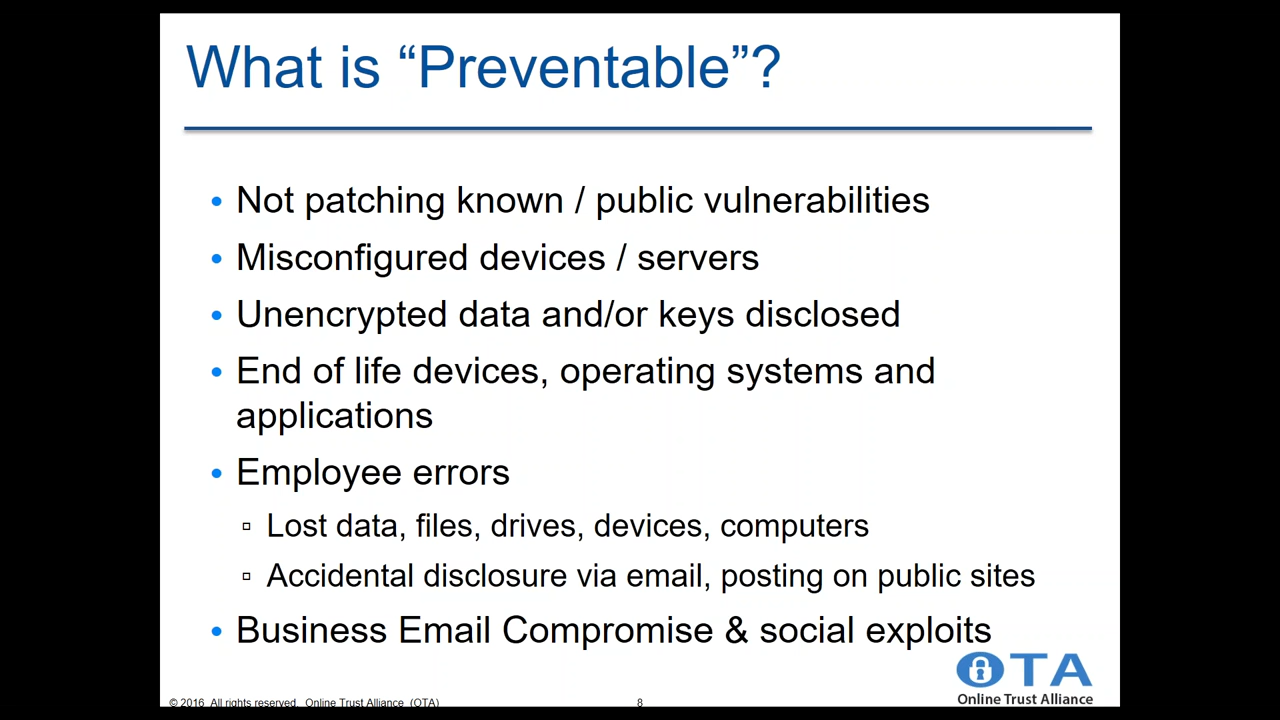 What is “Preventable”?
• Not patching known / public vulnerabilities
• Misconfigured devices / servers
• Unencrypted data and/or keys disclosed
• End of life devices, operating systems and
applications
• Employee errors
▫ Lost data, files, drives, devices, computers
▫ Accidental disclosure via email, posting on public sites
• Business Email Compromise & social exploits
OTA
Online Trust Alliance
© 2016 All rights reserved. Online Trust Alliance (OTA)
8